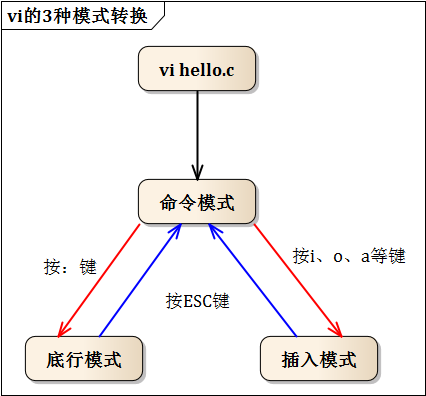 vi的3种模式转换
vi hello.c
命令模式
按：键
按i、o、a等键
按ESC键
底行模式
插入模式